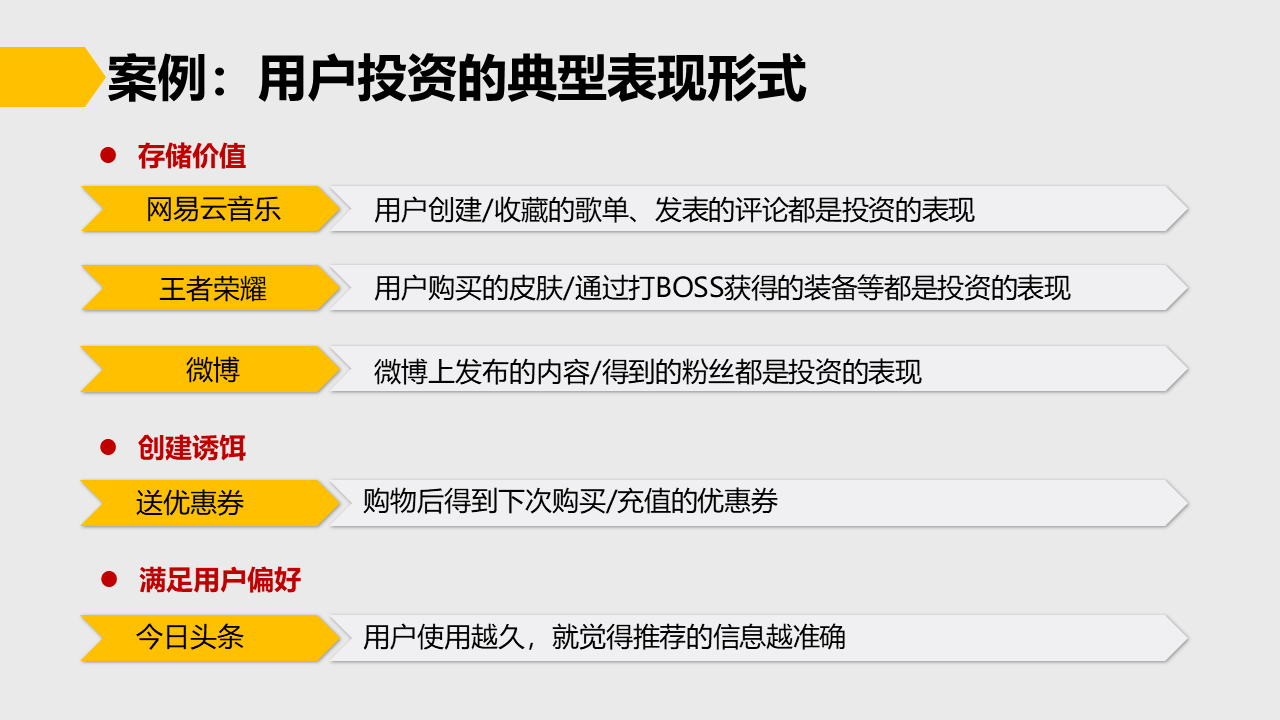 案例：用户投资的典型表现形式
存储价值
网易云音乐
用户创建/收藏的歌单、发表的评论都是投资的表现
王者荣耀
用户购买的皮肤/通过打BOSS获得的装备等都是投资的表现
微博
微博上发布的内容/得到的粉丝都是投资的表现
创建诱饵
送优惠券
购物后得到下次购买/充值的优惠券
满足用户偏好
今日头条
用户使用越久，就觉得推荐的信息越准确